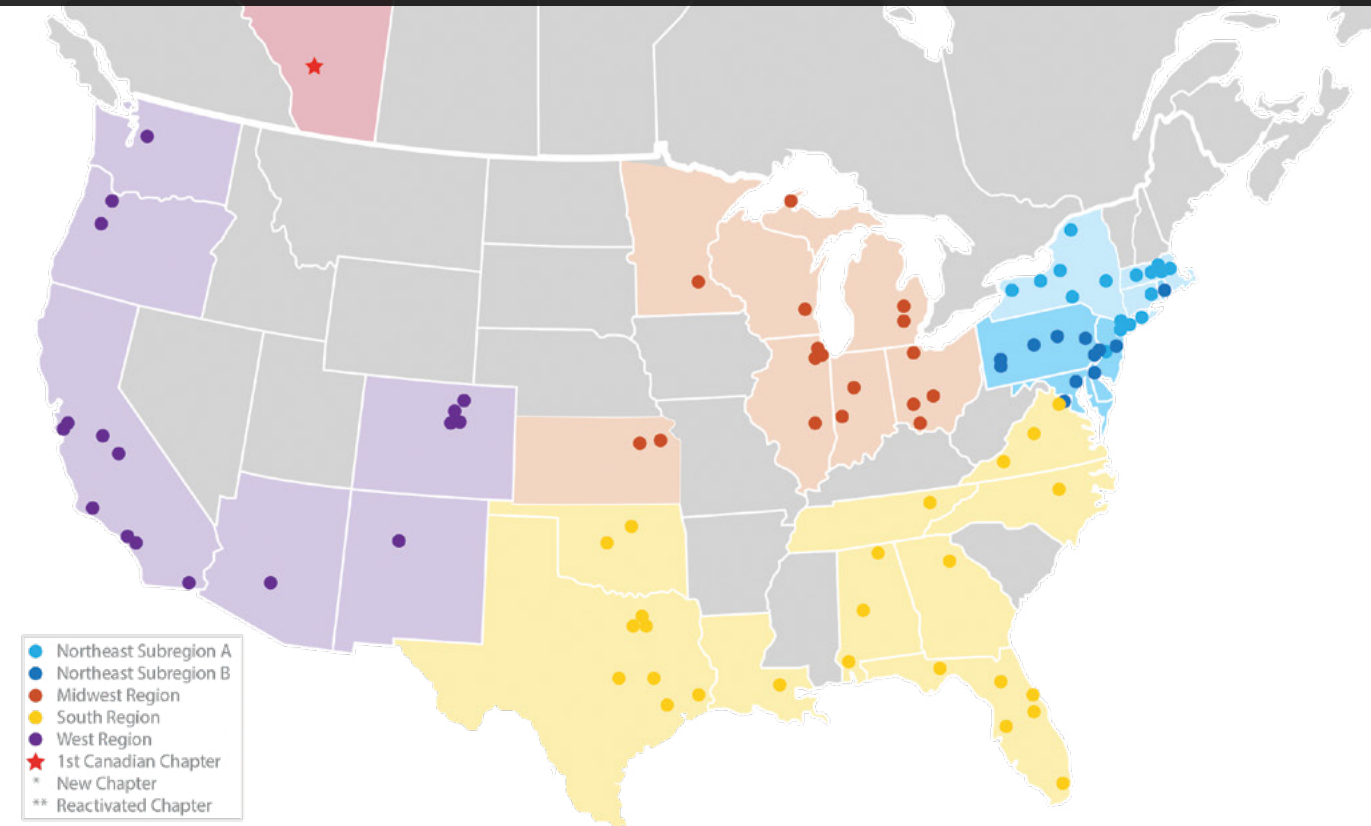 Northeast Subregion A
Northeast Subregion B
Midwest Region
South Region
West Region
1st Canadian Chapter
* New Chapter
** Reactivated Chapter